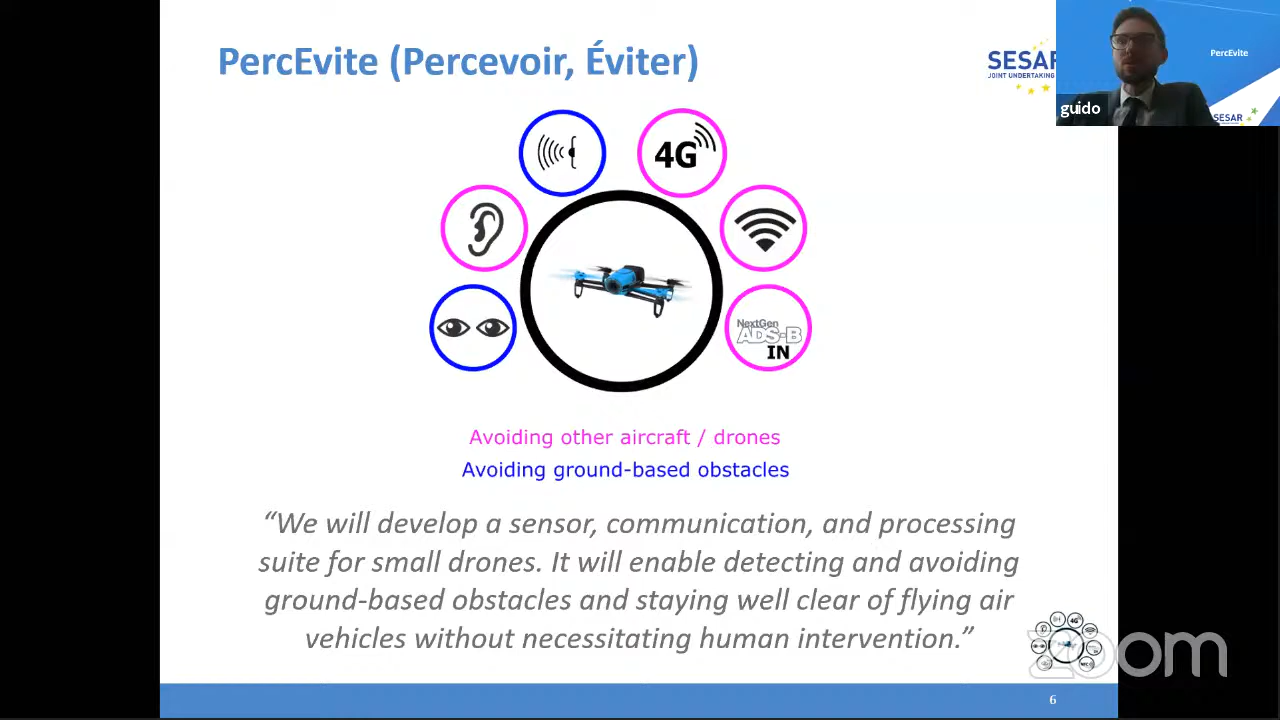 PercEvite (Percevoir, Éviter)
SESAR
JOINT UNDERTAKING
PercEvite
guido
SESAR
4G
NextGen
ADS-B
IN
Avoiding other aircraft / drones
Avoiding ground-based obstacles
“We will develop a sensor, communication, and processing
suite for small drones. It will enable detecting and avoiding
ground-based obstacles and staying well clear of flying air
vehicles without necessitating human intervention.”
zoom
6